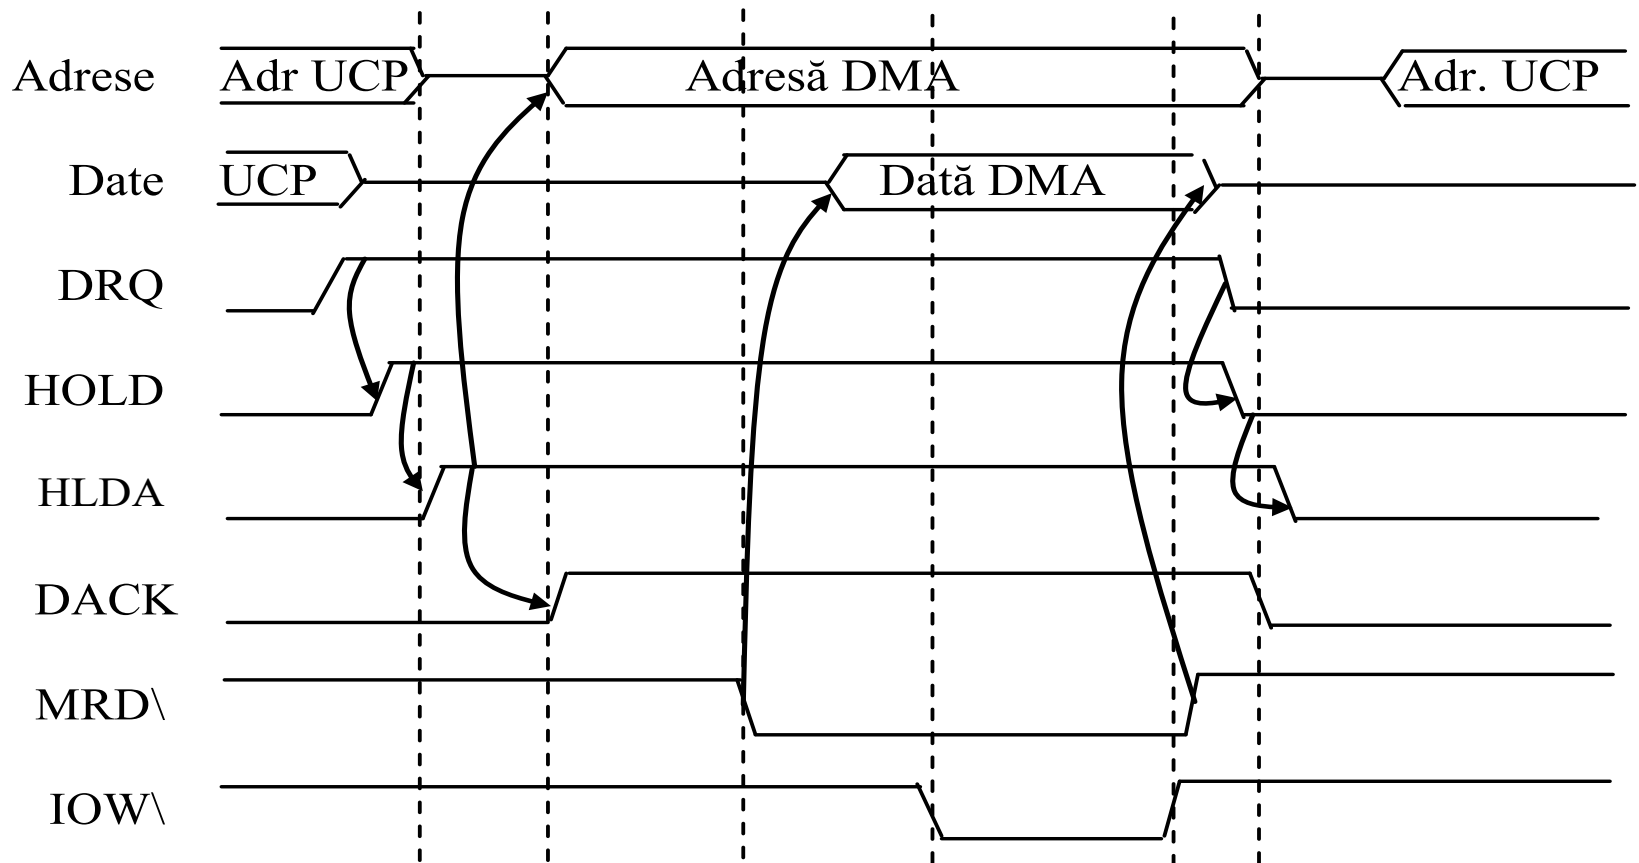 Adrese Adr UCP Adresă DMA Adr. UCP
Date UCP Dată DMA
DRQ
HOLD
HLDA
DACK
MRD\
IOW\